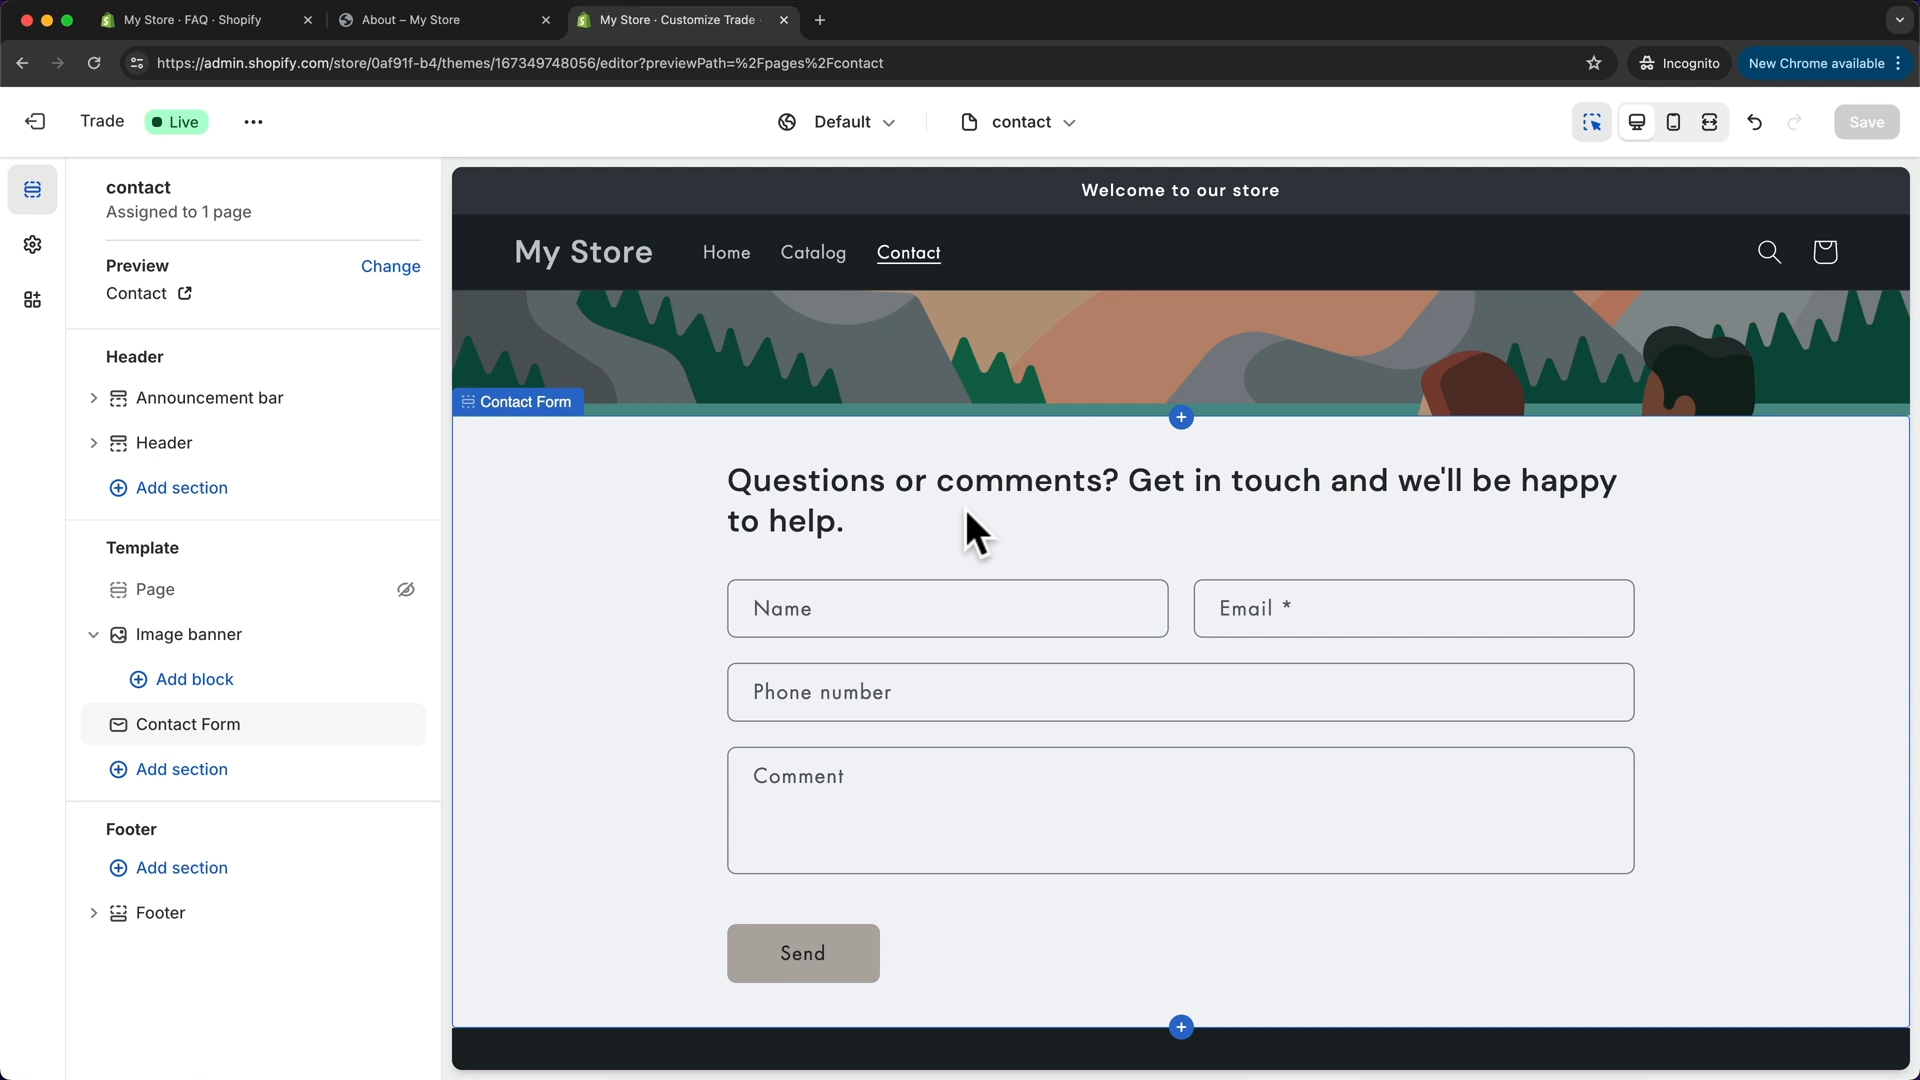 My Store · FAQ · Shopify
About – My Store
My Store · Customize Trade ·
https://admin.shopify.com/store/0af91f-b4/themes/167349748056/editor?previewPath=%2Fpages%2Fcontact
Incognito
New Chrome available
Trade
Live
Default
contact
Save
contact
Assigned to 1 page
Preview
Change
Contact
Header
Announcement bar
Header
Add section
Template
Page
Image banner
Add block
Contact Form
Add section
Footer
Add section
Footer
Welcome to our store
My Store
Home
Catalog
Contact
Contact Form
Questions or comments? Get in touch and we'll be happy
to help.
Name
Email *
Phone number
Comment
Send